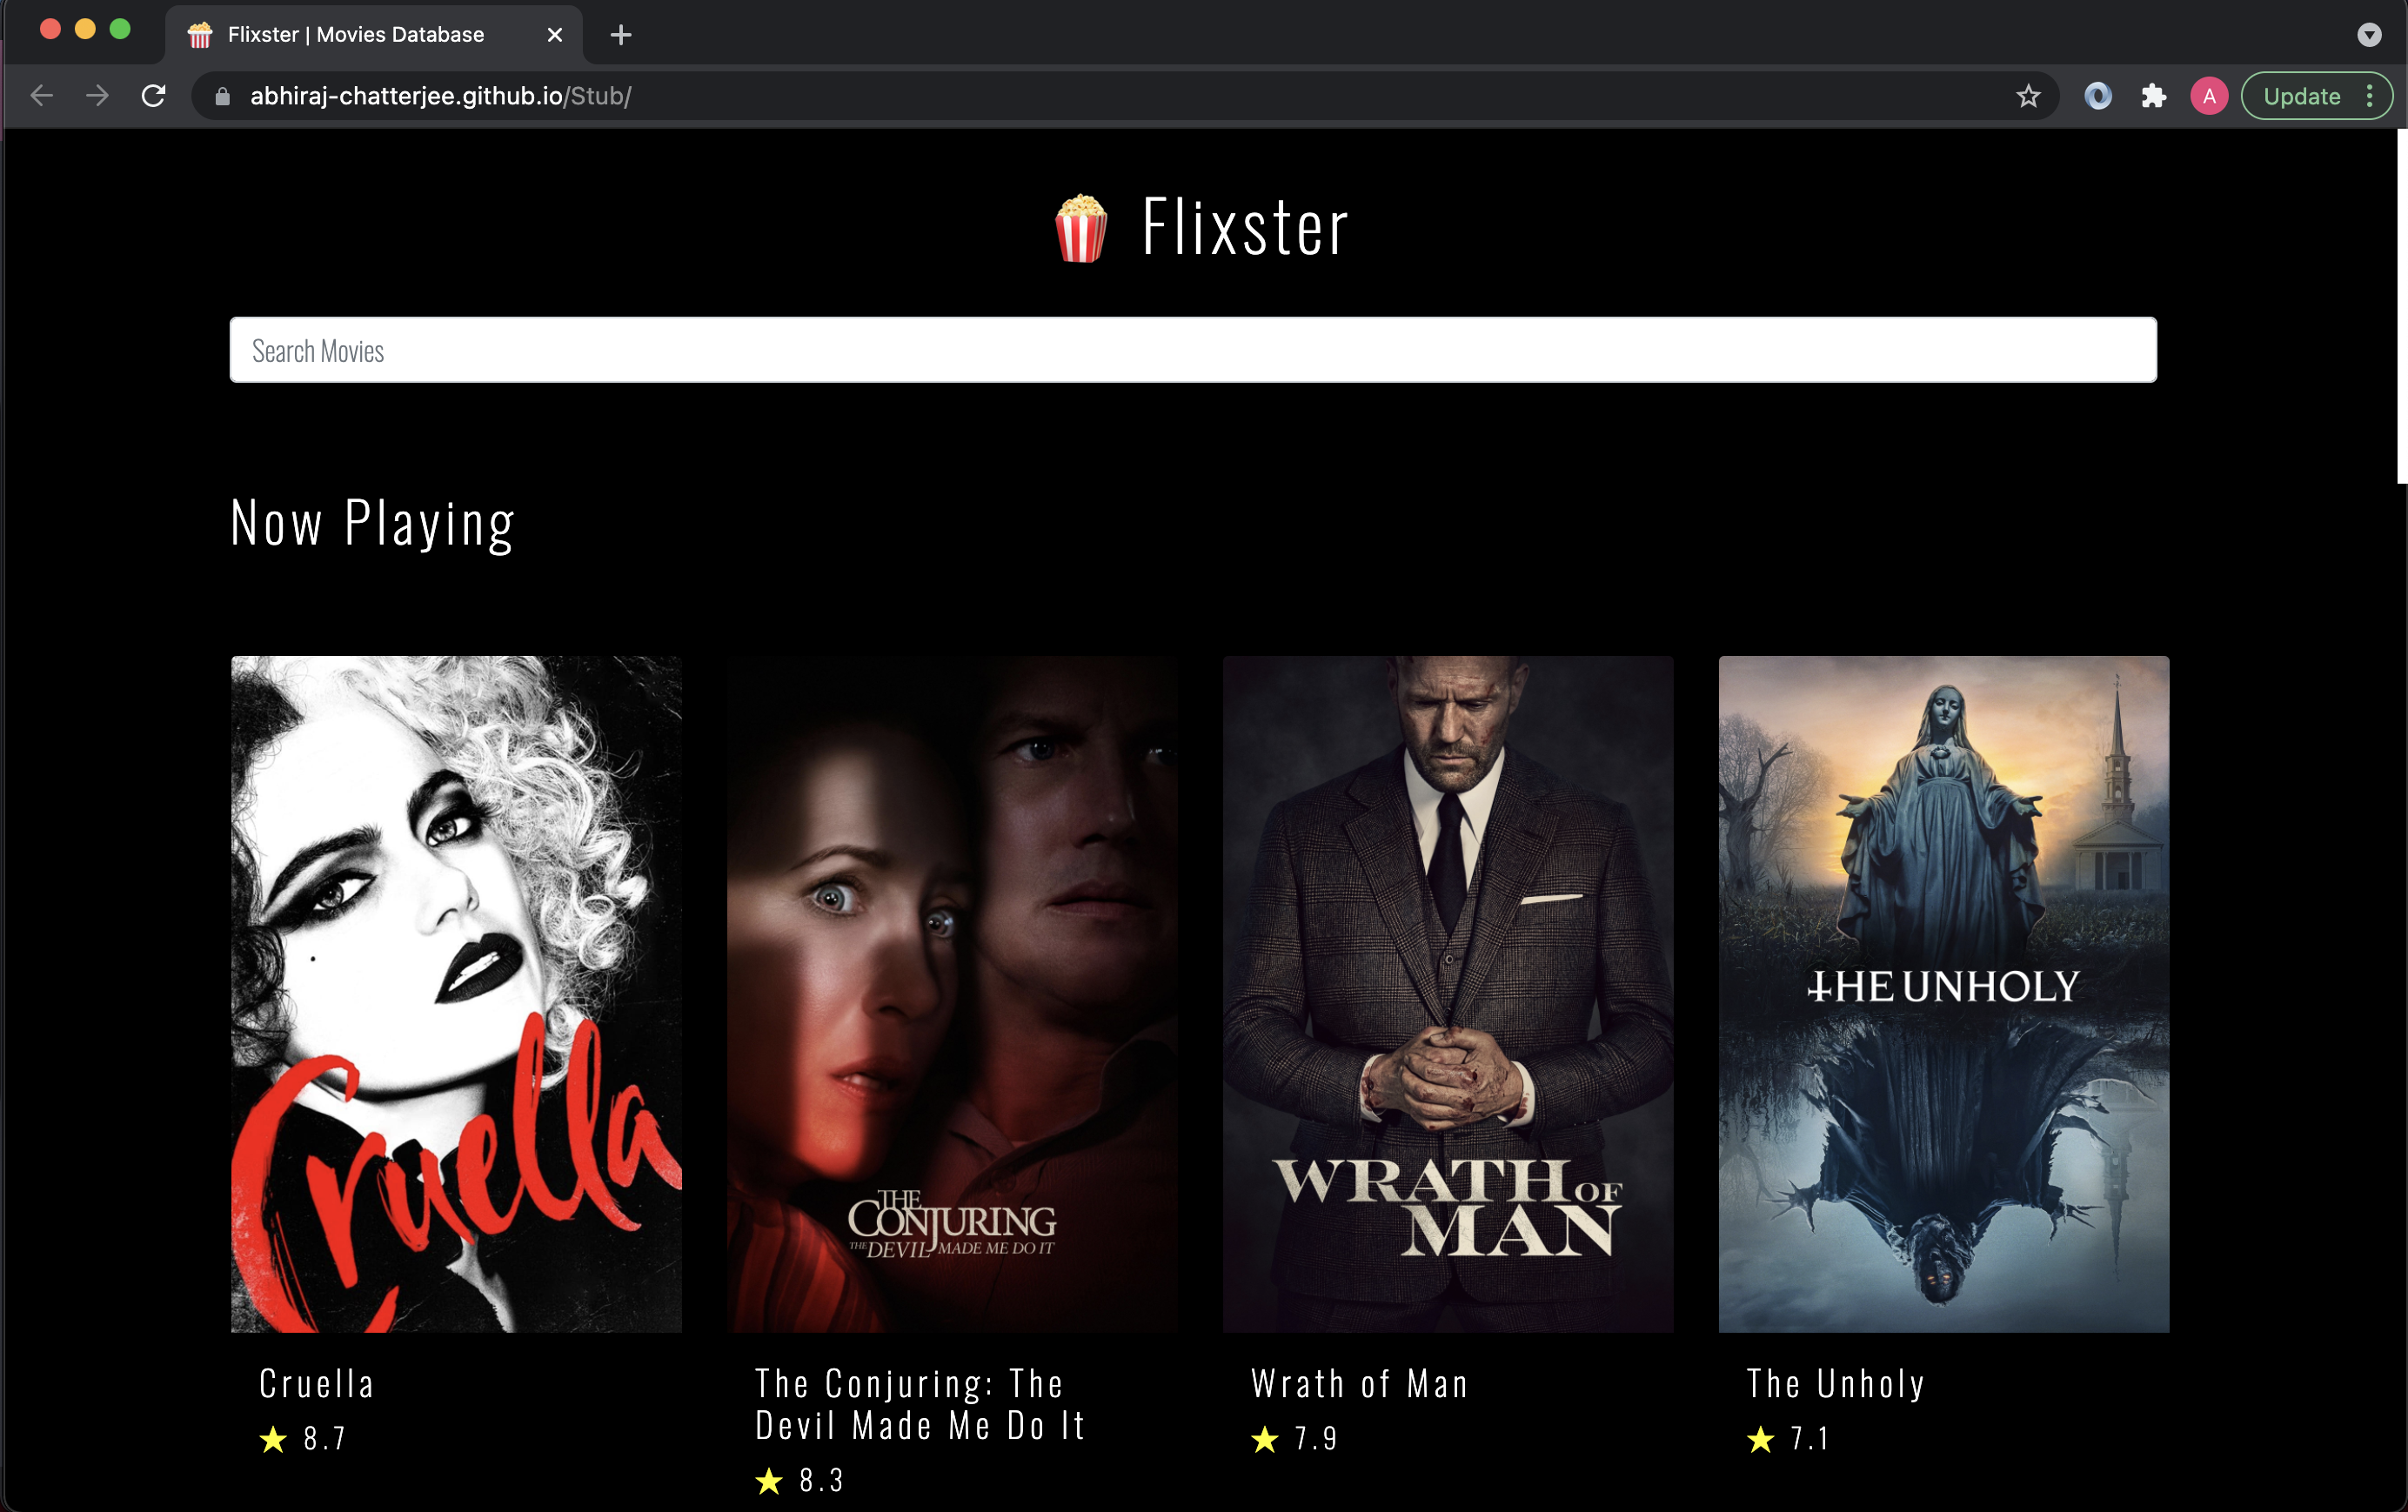 Flixster | Movies Database
abhiraj-chatterjee.github.io/Stub/
A
Update
Flixster
Search Movies
Now Playing
Cruella
THE
CONJURING
THE DEVIL MADE ME DO IT
WRATH OF
MAN
THE UNHOLY
Cruella
★ 8.7
The Conjuring: The
Devil Made Me Do It
★ 8.3
Wrath of Man
★ 7.9
The Unholy
★ 7.1